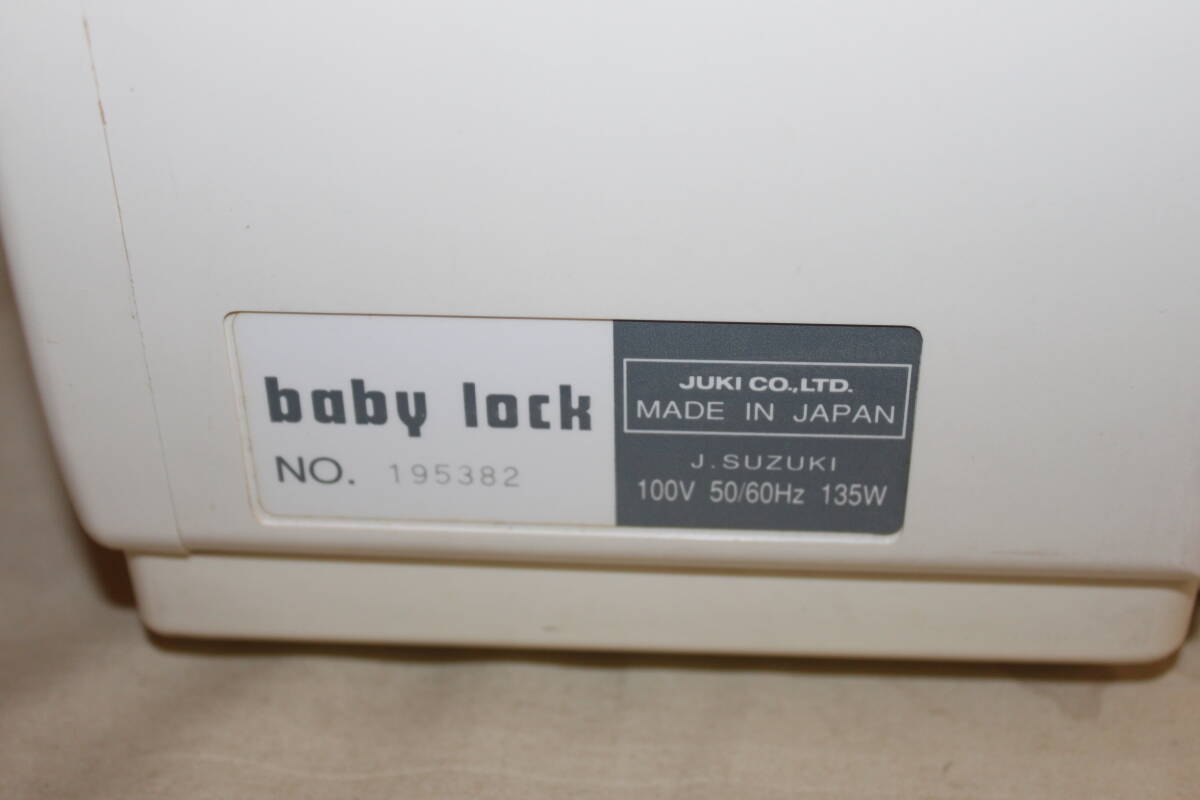 baby lock
NO. 195382
JUKI CO.,LTD.
MADE IN JAPAN
J.SUZUKI
100V 50/60Hz 135W